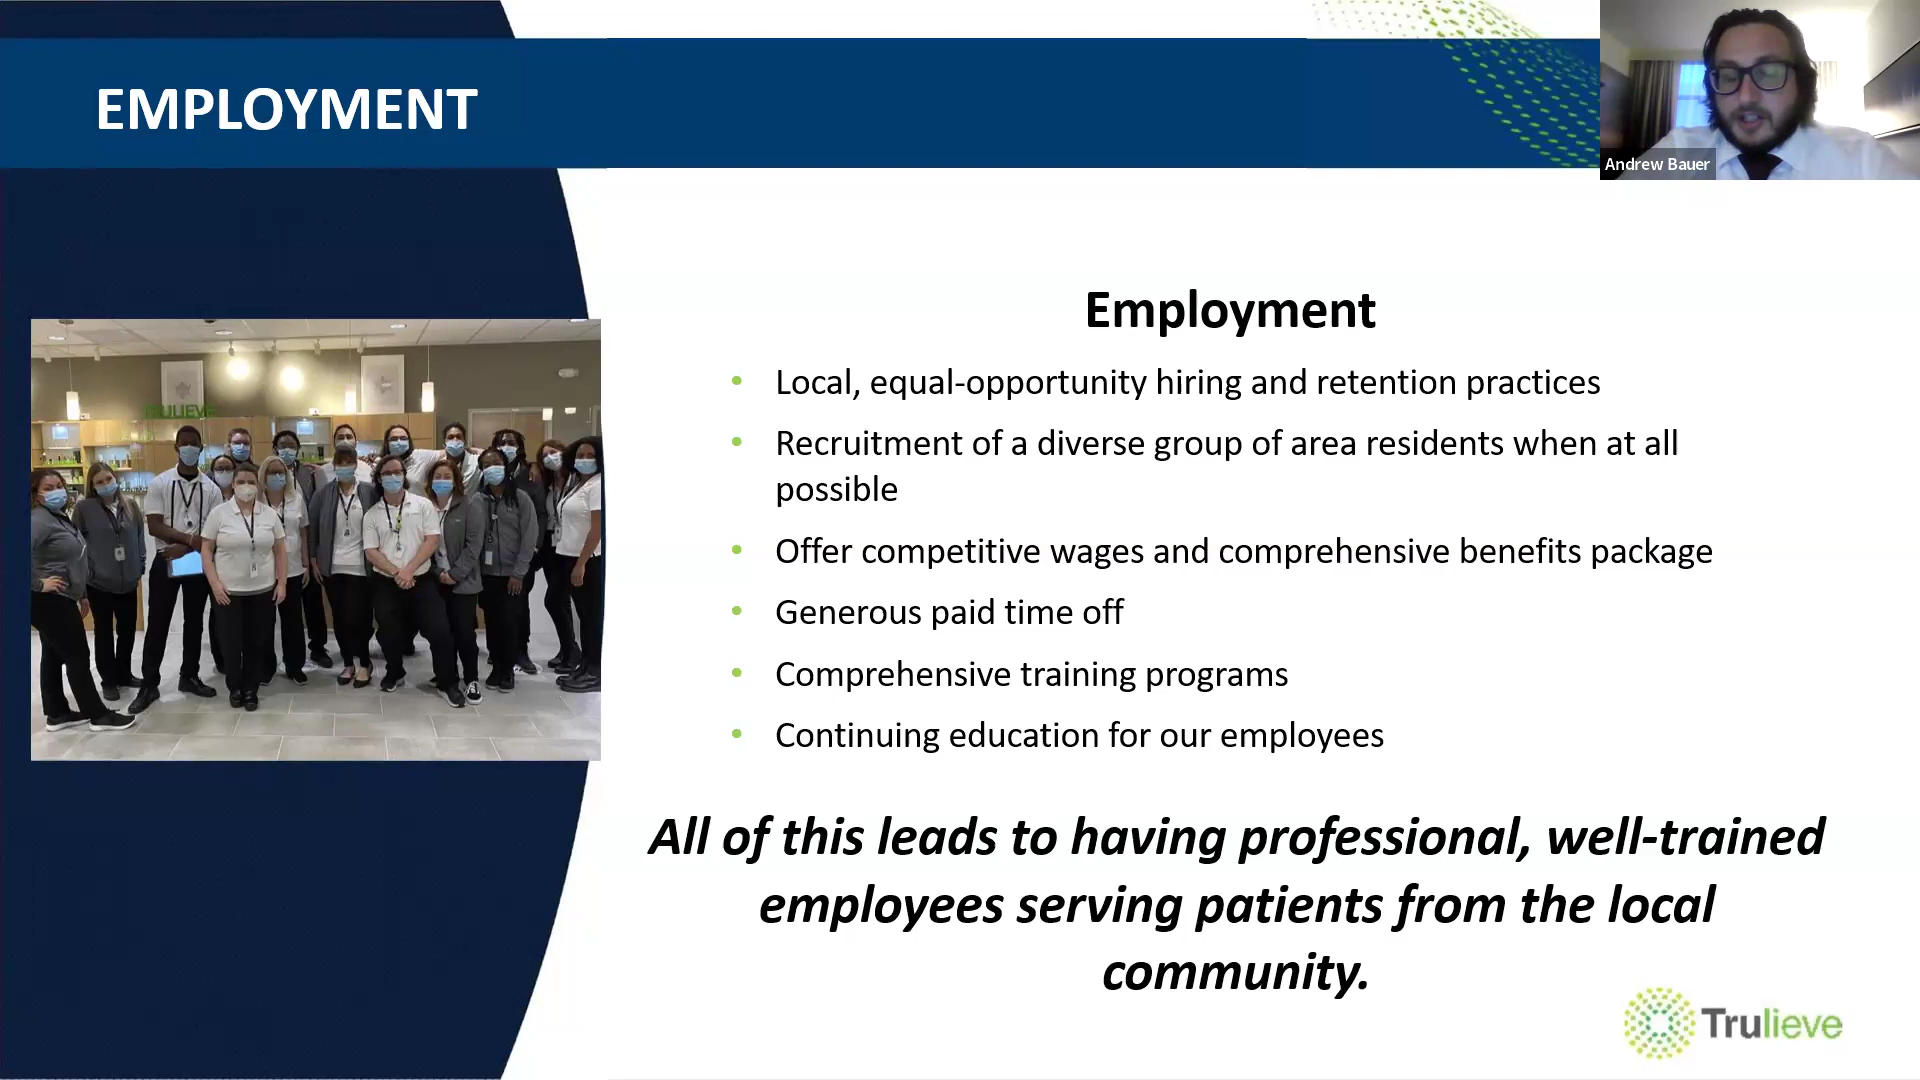 EMPLOYMENT
Andrew Bauer
TRULIEVE
Employment
• Local, equal-opportunity hiring and retention practices
• Recruitment of a diverse group of area residents when at all
possible
• Offer competitive wages and comprehensive benefits package
• Generous paid time off
• Comprehensive training programs
• Continuing education for our employees
All of this leads to having professional, well-trained
employees serving patients from the local
community.
Trulieve